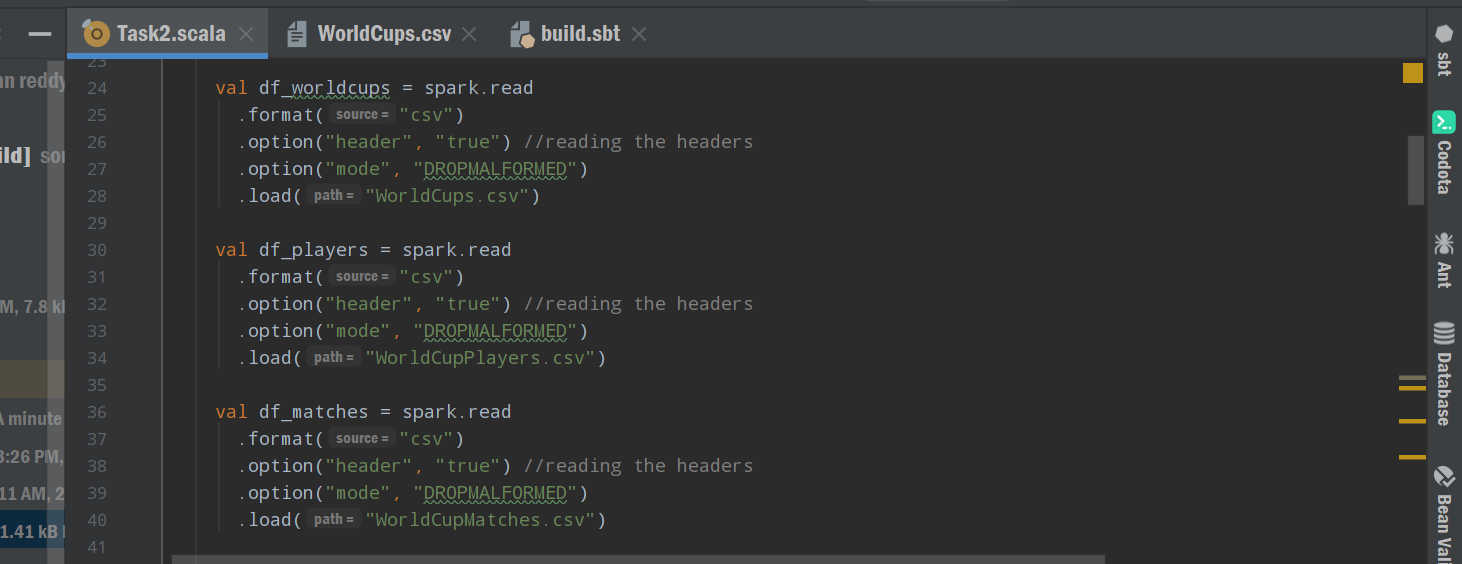 Task2.scala
WorldCups.csv
build.sbt
23
24 val df_worldcups = spark.read
25 .format( source = "csv")
26 .option("header", "true") //reading the headers
27 .option("mode", "DROPMALFORMED")
28 .load( path = "WorldCups.csv")
29
30 val df_players = spark.read
31 .format( source = "csv")
32 .option("header", "true") //reading the headers
33 .option("mode", "DROPMALFORMED")
34 .load( path = "WorldCupPlayers.csv")
35
36 val df_matches = spark.read
37 .format( source = "csv")
38 .option("header", "true") //reading the headers
39 .option("mode", "DROPMALFORMED")
40 .load( path = "WorldCupMatches.csv")
41
an reddy
ild] sou
M, 7.8 k
A minute
3:26 PM,
11 AM, 2
1.41 kB
sbt
Codota
Ant
Database
Bean Vali